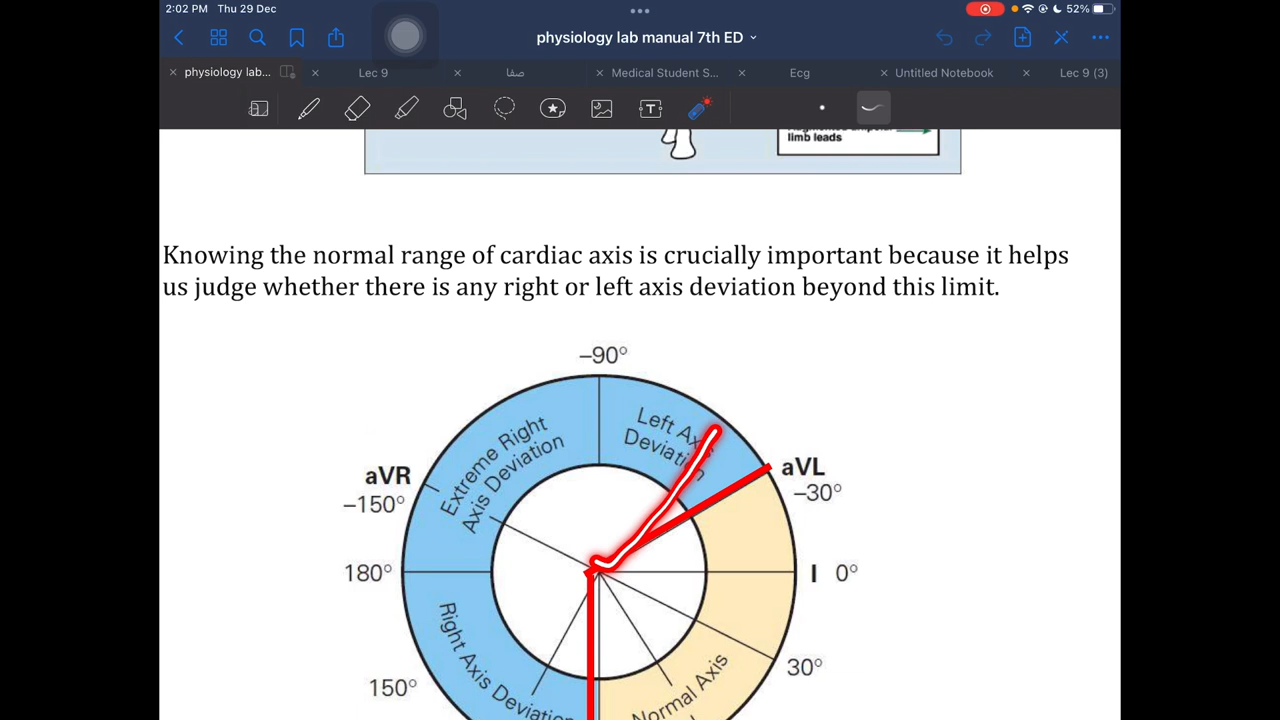 2:02 PM Thu 29 Dec
52%
physiology lab manual 7th ED
physiology lab...
Lec 9
صفا
Medical Student S...
Ecg
Untitled Notebook
Lec 9 (3)
limb leads
Knowing the normal range of cardiac axis is crucially important because it helps
us judge whether there is any right or left axis deviation beyond this limit.
–90°
Left Axis
Deviation
Extreme Right
Axis Deviation
aVR
–150°
aVL
–30°
180°
I 0°
Right Axis Deviation
Normal Axis
30°
150°